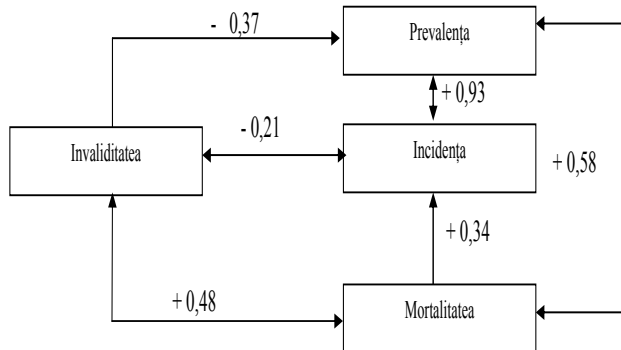 - 0,37
Prevalența
+ 0,93
- 0,21
Invaliditatea
Incidența
+ 0,58
+ 0,34
+ 0,48
Mortalitatea